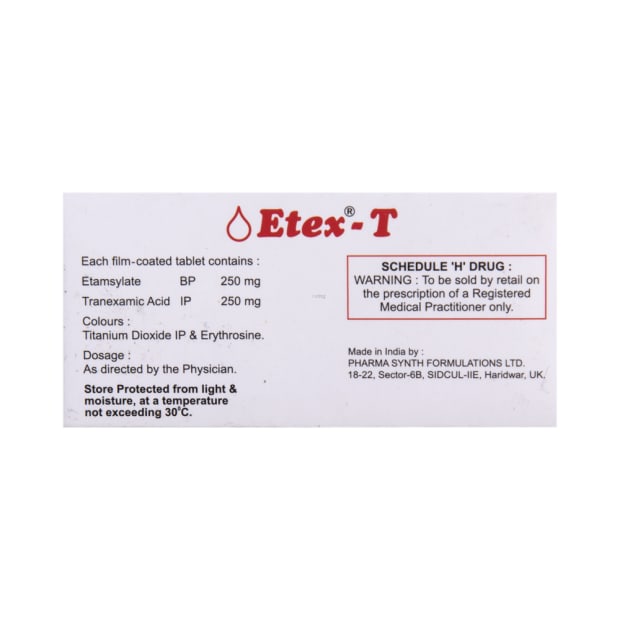 Etex®-T
Each film-coated tablet contains :
Etamsylate BP 250 mg
Tranexamic Acid IP 250 mg
Colours :
Titanium Dioxide IP & Erythrosine.
Dosage :
As directed by the Physician.
Store Protected from light &
moisture, at a temperature
not exceeding 30°C.
SCHEDULE 'H' DRUG :
WARNING : To be sold by retail on
the prescription of a Registered
Medical Practitioner only.
Made in India by :
PHARMA SYNTH FORMULATIONS LTD.
18-22, Sector-6B, SIDCUL-IIE, Haridwar, UK.